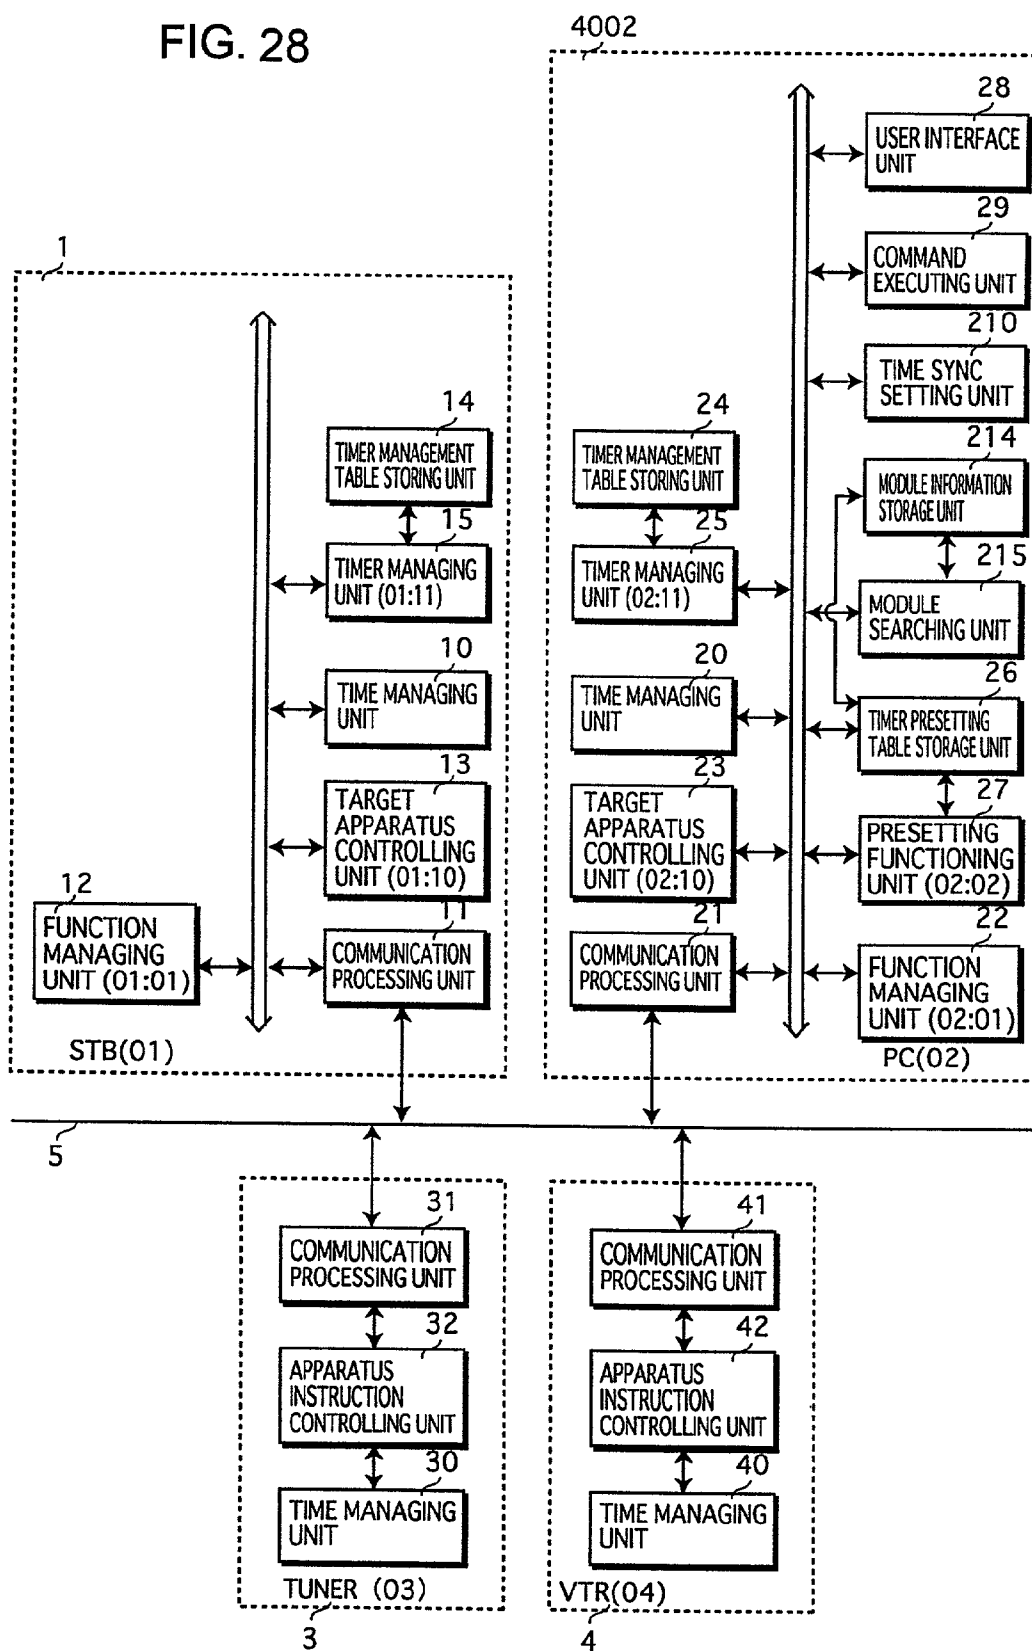 FIG. 28
4002
28
USER INTERFACE
UNIT
29
COMMAND
EXECUTING UNIT
210
TIME SYNC
SETTING UNIT
214
MODULE INFORMATION
STORAGE UNIT
215
MODULE
SEARCHING UNIT
26
TIMER PRESETTING
TABLE STORAGE UNIT
27
PRESETTING
FUNCTIONING
UNIT (02:02)
22
FUNCTION
MANAGING
UNIT (02:01)
24
TIMER MANAGEMENT
TABLE STORING UNIT
25
TIMER MANAGING
UNIT (02:11)
20
TIME MANAGING
UNIT
23
TARGET
APPARATUS
CONTROLLING
UNIT (02:10)
21
COMMUNICATION
PROCESSING UNIT
PC(02)
1
14
TIMER MANAGEMENT
TABLE STORING UNIT
15
TIMER MANAGING
UNIT (01:11)
10
TIME MANAGING
UNIT
13
TARGET
APPARATUS
CONTROLLING
UNIT (01:10)
11
COMMUNICATION
PROCESSING UNIT
12
FUNCTION
MANAGING
UNIT (01:01)
STB(01)
5
31
COMMUNICATION
PROCESSING UNIT
32
APPARATUS
INSTRUCTION
CONTROLLING UNIT
30
TIME MANAGING
UNIT
TUNER (03)
3
41
COMMUNICATION
PROCESSING UNIT
42
APPARATUS
INSTRUCTION
CONTROLLING UNIT
40
TIME MANAGING
UNIT
VTR(04)
4